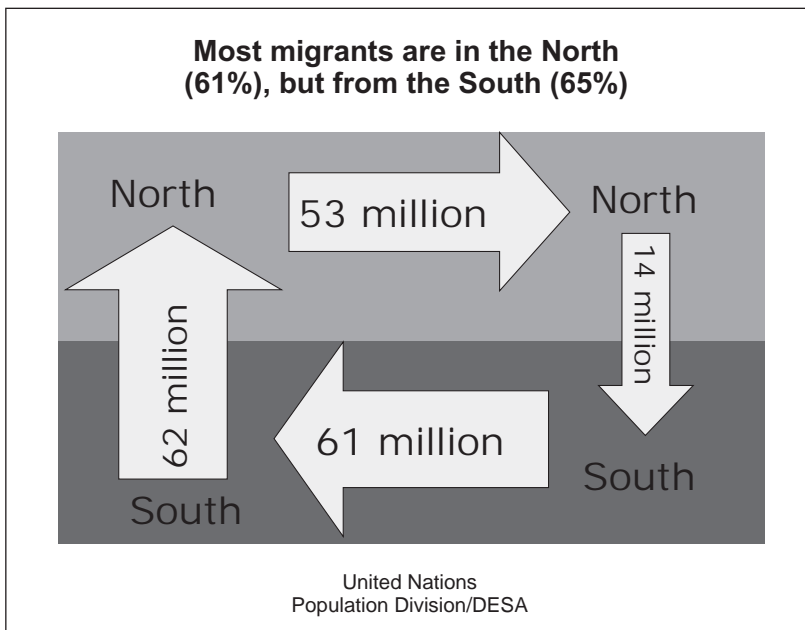 Most migrants are in the North
(61%), but from the South (65%)
North
53 million
North
14 million
62 million
61 million
South
South
United Nations
Population Division/DESA